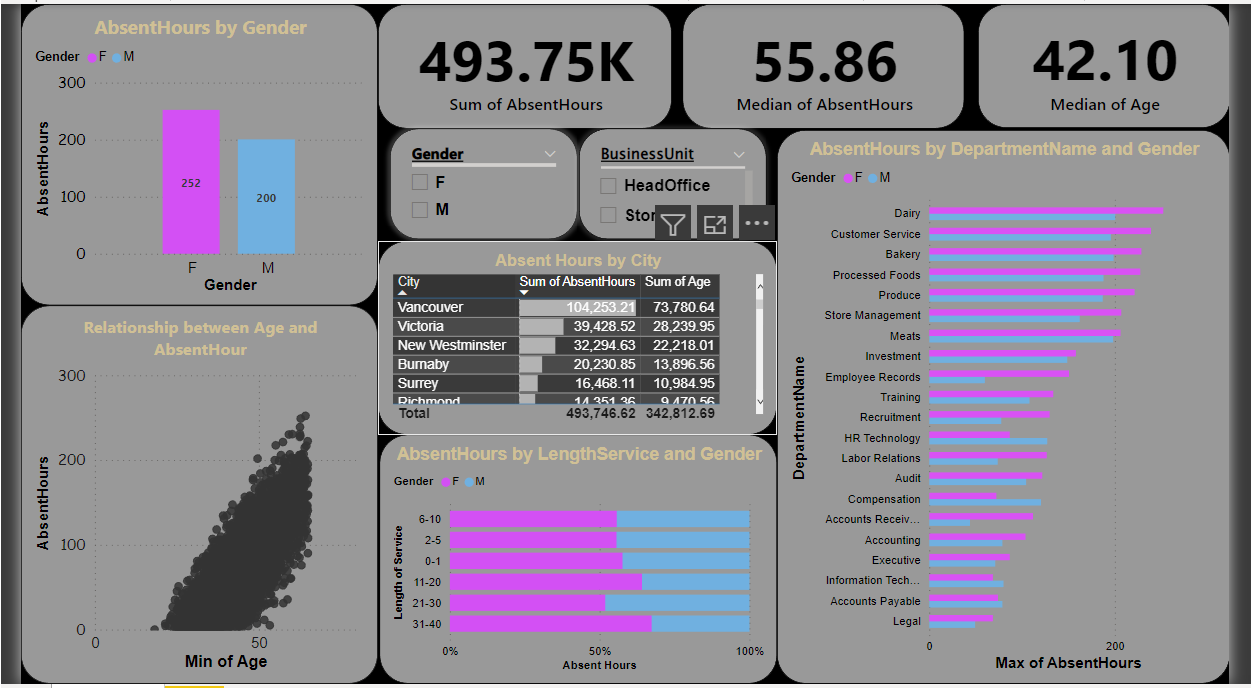 AbsentHours by Gender
Gender F M
300
200
100
0
AbsentHours
252
200
F M
Gender
493.75K
Sum of AbsentHours
55.86
Median of AbsentHours
42.10
Median of Age
Gender
F
M
BusinessUnit
HeadOffice
Stor
Absent Hours by City
City Sum of AbsentHours Sum of Age
Vancouver 104,253.21 73,780.64
Victoria 39,428.52 28,239.95
New Westminster 32,294.63 22,218.01
Burnaby 20,230.85 13,896.56
Surrey 16,468.11 10,984.95
Richmond 14,351.36 9,470.56
Total 493,746.62 342,812.69
Relationship between Age and
AbsentHour
300
200
100
0
AbsentHours
0 50
Min of Age
AbsentHours by LengthService and Gender
Gender F M
Length of Service
6-10
2-5
0-1
11-20
21-30
31-40
0% 50% 100%
Absent Hours
AbsentHours by DepartmentName and Gender
Gender F M
DepartmentName
Dairy
Customer Service
Bakery
Processed Foods
Produce
Store Management
Meats
Investment
Employee Records
Training
Recruitment
HR Technology
Labor Relations
Audit
Compensation
Accounts Receiv...
Accounting
Executive
Information Tech...
Accounts Payable
Legal
0 200
Max of AbsentHours